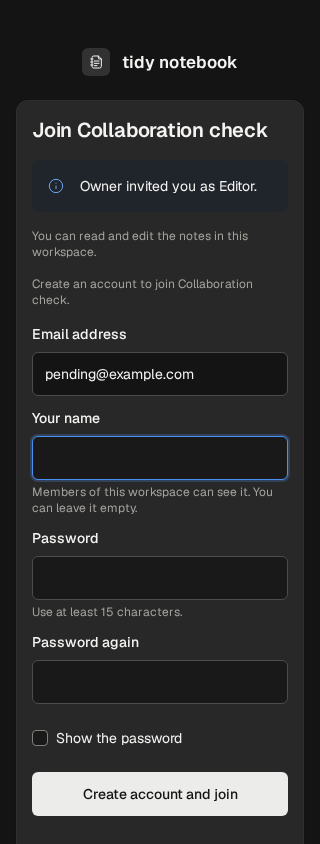 tidy notebook
Join Collaboration check
Owner invited you as Editor.
You can read and edit the notes in this
workspace.
Create an account to join Collaboration
check.
Email address
pending@example.com
Your name
Members of this workspace can see it. You
can leave it empty.
Password
Use at least 15 characters.
Password again
Show the password
Create account and join